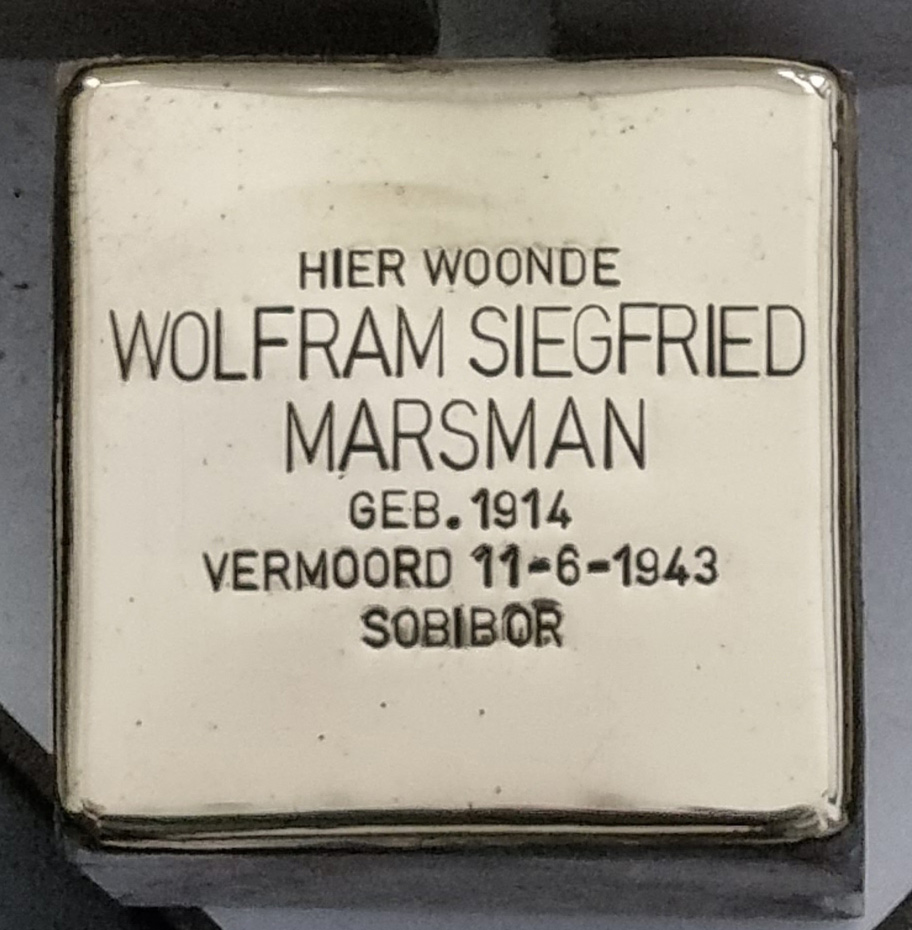 HIER WOONDE
WOLFRAM SIEGFRIED
MARSMAN
GEB. 1914
VERMOORD 11-6-1943
SOBIBOR